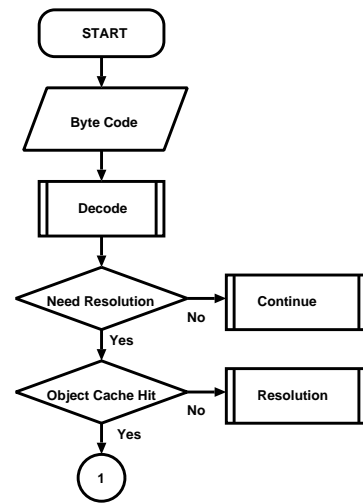 START
Byte Code
Decode
Need Resolution
No
Continue
Yes
Object Cache Hit
No
Resolution
Yes
1